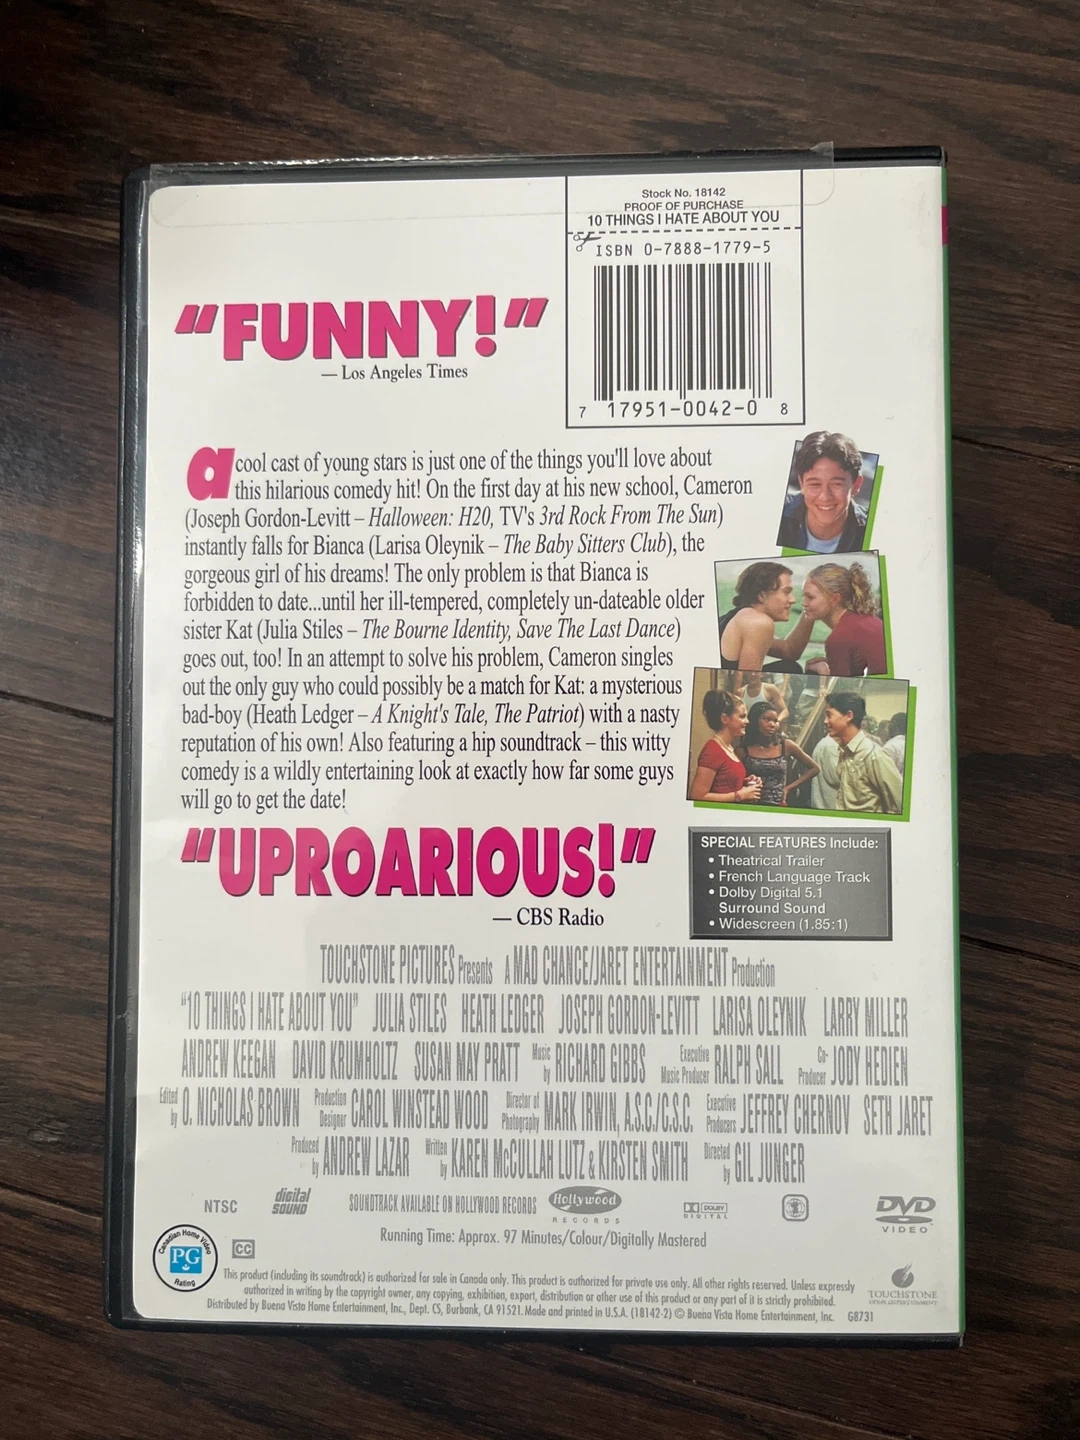 Stock No. 18142
PROOF OF PURCHASE
10 THINGS I HATE ABOUT YOU
ISBN 0-7888-1779-5
7 17951-0042-0 8
"FUNNY!"
— Los Angeles Times
a cool cast of young stars is just one of the things you'll love about
this hilarious comedy hit! On the first day at his new school, Cameron
(Joseph Gordon-Levitt – Halloween: H20, TV's 3rd Rock From The Sun)
instantly falls for Bianca (Larisa Oleynik – The Baby Sitters Club), the
gorgeous girl of his dreams! The only problem is that Bianca is
forbidden to date...until her ill-tempered, completely un-dateable older
sister Kat (Julia Stiles – The Bourne Identity, Save The Last Dance)
goes out, too! In an attempt to solve his problem, Cameron singles
out the only guy who could possibly be a match for Kat: a mysterious
bad-boy (Heath Ledger – A Knight's Tale, The Patriot) with a nasty
reputation of his own! Also featuring a hip soundtrack – this witty
comedy is a wildly entertaining look at exactly how far some guys
will go to get the date!
"UPROARIOUS!"
— CBS Radio
SPECIAL FEATURES Include:
• Theatrical Trailer
• French Language Track
• Dolby Digital 5.1
Surround Sound
• Widescreen (1.85:1)
TOUCHSTONE PICTURES Presents A MAD CHANCE/JARET ENTERTAINMENT Production
"10 THINGS I HATE ABOUT YOU" JULIA STILES HEATH LEDGER JOSEPH GORDON-LEVITT LARISA OLEYNIK LARRY MILLER
ANDREW KEEGAN DAVID KRUMHOLTZ SUSAN MAY PRATT Music by RICHARD GIBBS Executive Music Producer RALPH SALL Co-Producer JODY HEDIEN
Edited by O. NICHOLAS BROWN Production Designer CAROL WINSTEAD WOOD Director of Photography MARK IRWIN, A.S.C./C.S.C. Executive Producers JEFFREY CHERNOV SETH JARET
Produced by ANDREW LAZAR Written by KAREN McCULLAH LUTZ & KIRSTEN SMITH Directed by GIL JUNGER
NTSC digital SOUND SOUNDTRACK AVAILABLE ON HOLLYWOOD RECORDS Hollywood RECORDS DOLBY DIGITAL DVD VIDEO
Running Time: Approx. 97 Minutes/Colour/Digitally Mastered
Canadian Home Video PG Rating
CC
This product (including its soundtrack) is authorized for sale in Canada only. This product is authorized for private use only. All other rights reserved. Unless expressly
authorized in writing by the copyright owner, any copying, exhibition, export, distribution or other use of this product or any part of it is strictly prohibited.
Distributed by Buena Vista Home Entertainment, Inc., Dept. CS, Burbank, CA 91521. Made and printed in U.S.A. (18142-2) © Buena Vista Home Entertainment, Inc. G8731
TOUCHSTONE
HOME ENTERTAINMENT